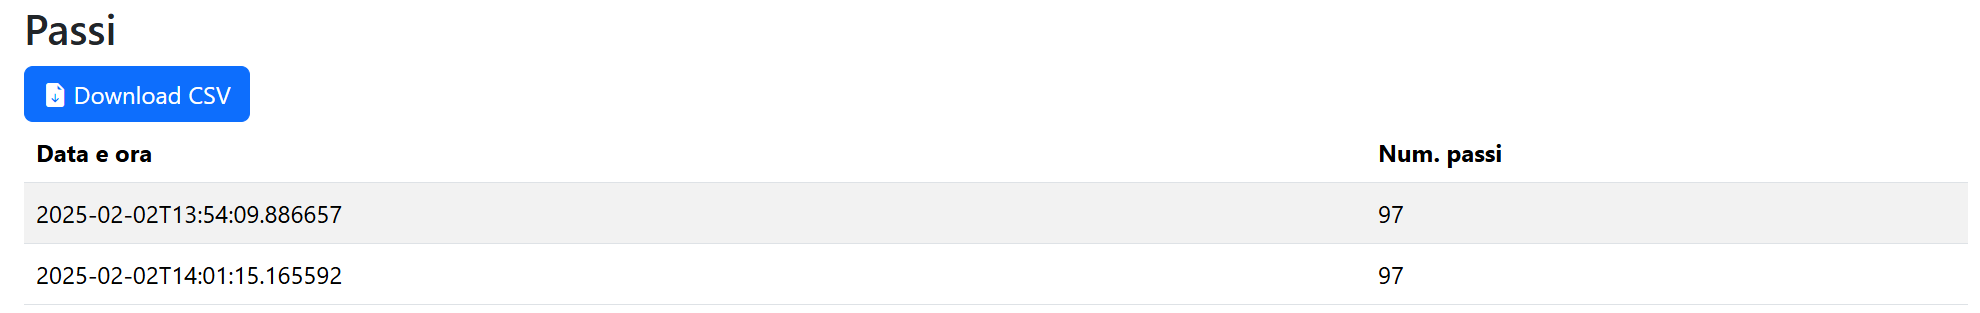 Passi
Download CSV
Data e ora Num. passi
2025-02-02T13:54:09.886657 97
2025-02-02T14:01:15.165592 97